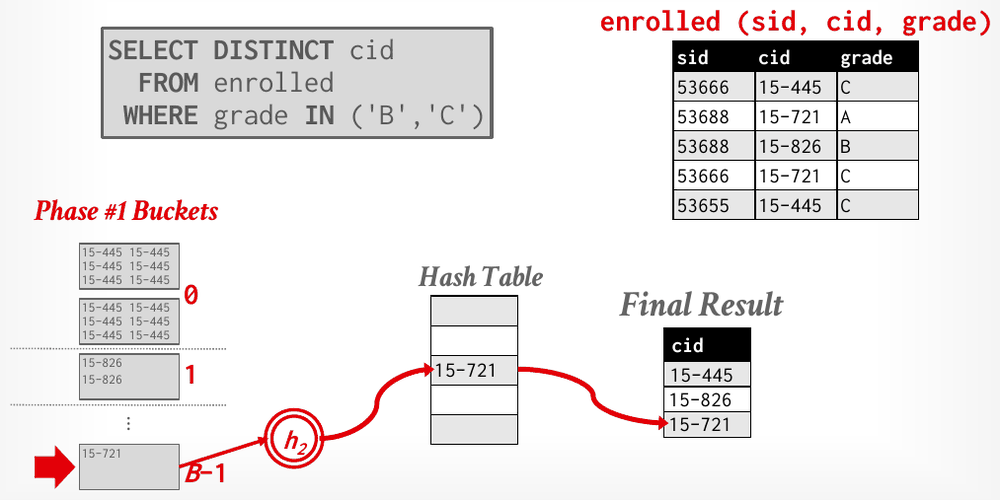 SELECT DISTINCT cid
FROM enrolled
WHERE grade IN ('B','C')
enrolled (sid, cid, grade)
sid cid grade
53666 15-445 C
53688 15-721 A
53688 15-826 B
53666 15-721 C
53655 15-445 C
Phase #1 Buckets
15-445 15-445
15-445 15-445
15-445 15-445
0
15-445 15-445
15-445 15-445
15-445 15-445
15-826
15-826
1
⋮
15-721
B-1
h2
Hash Table
15-721
Final Result
cid
15-445
15-826
15-721